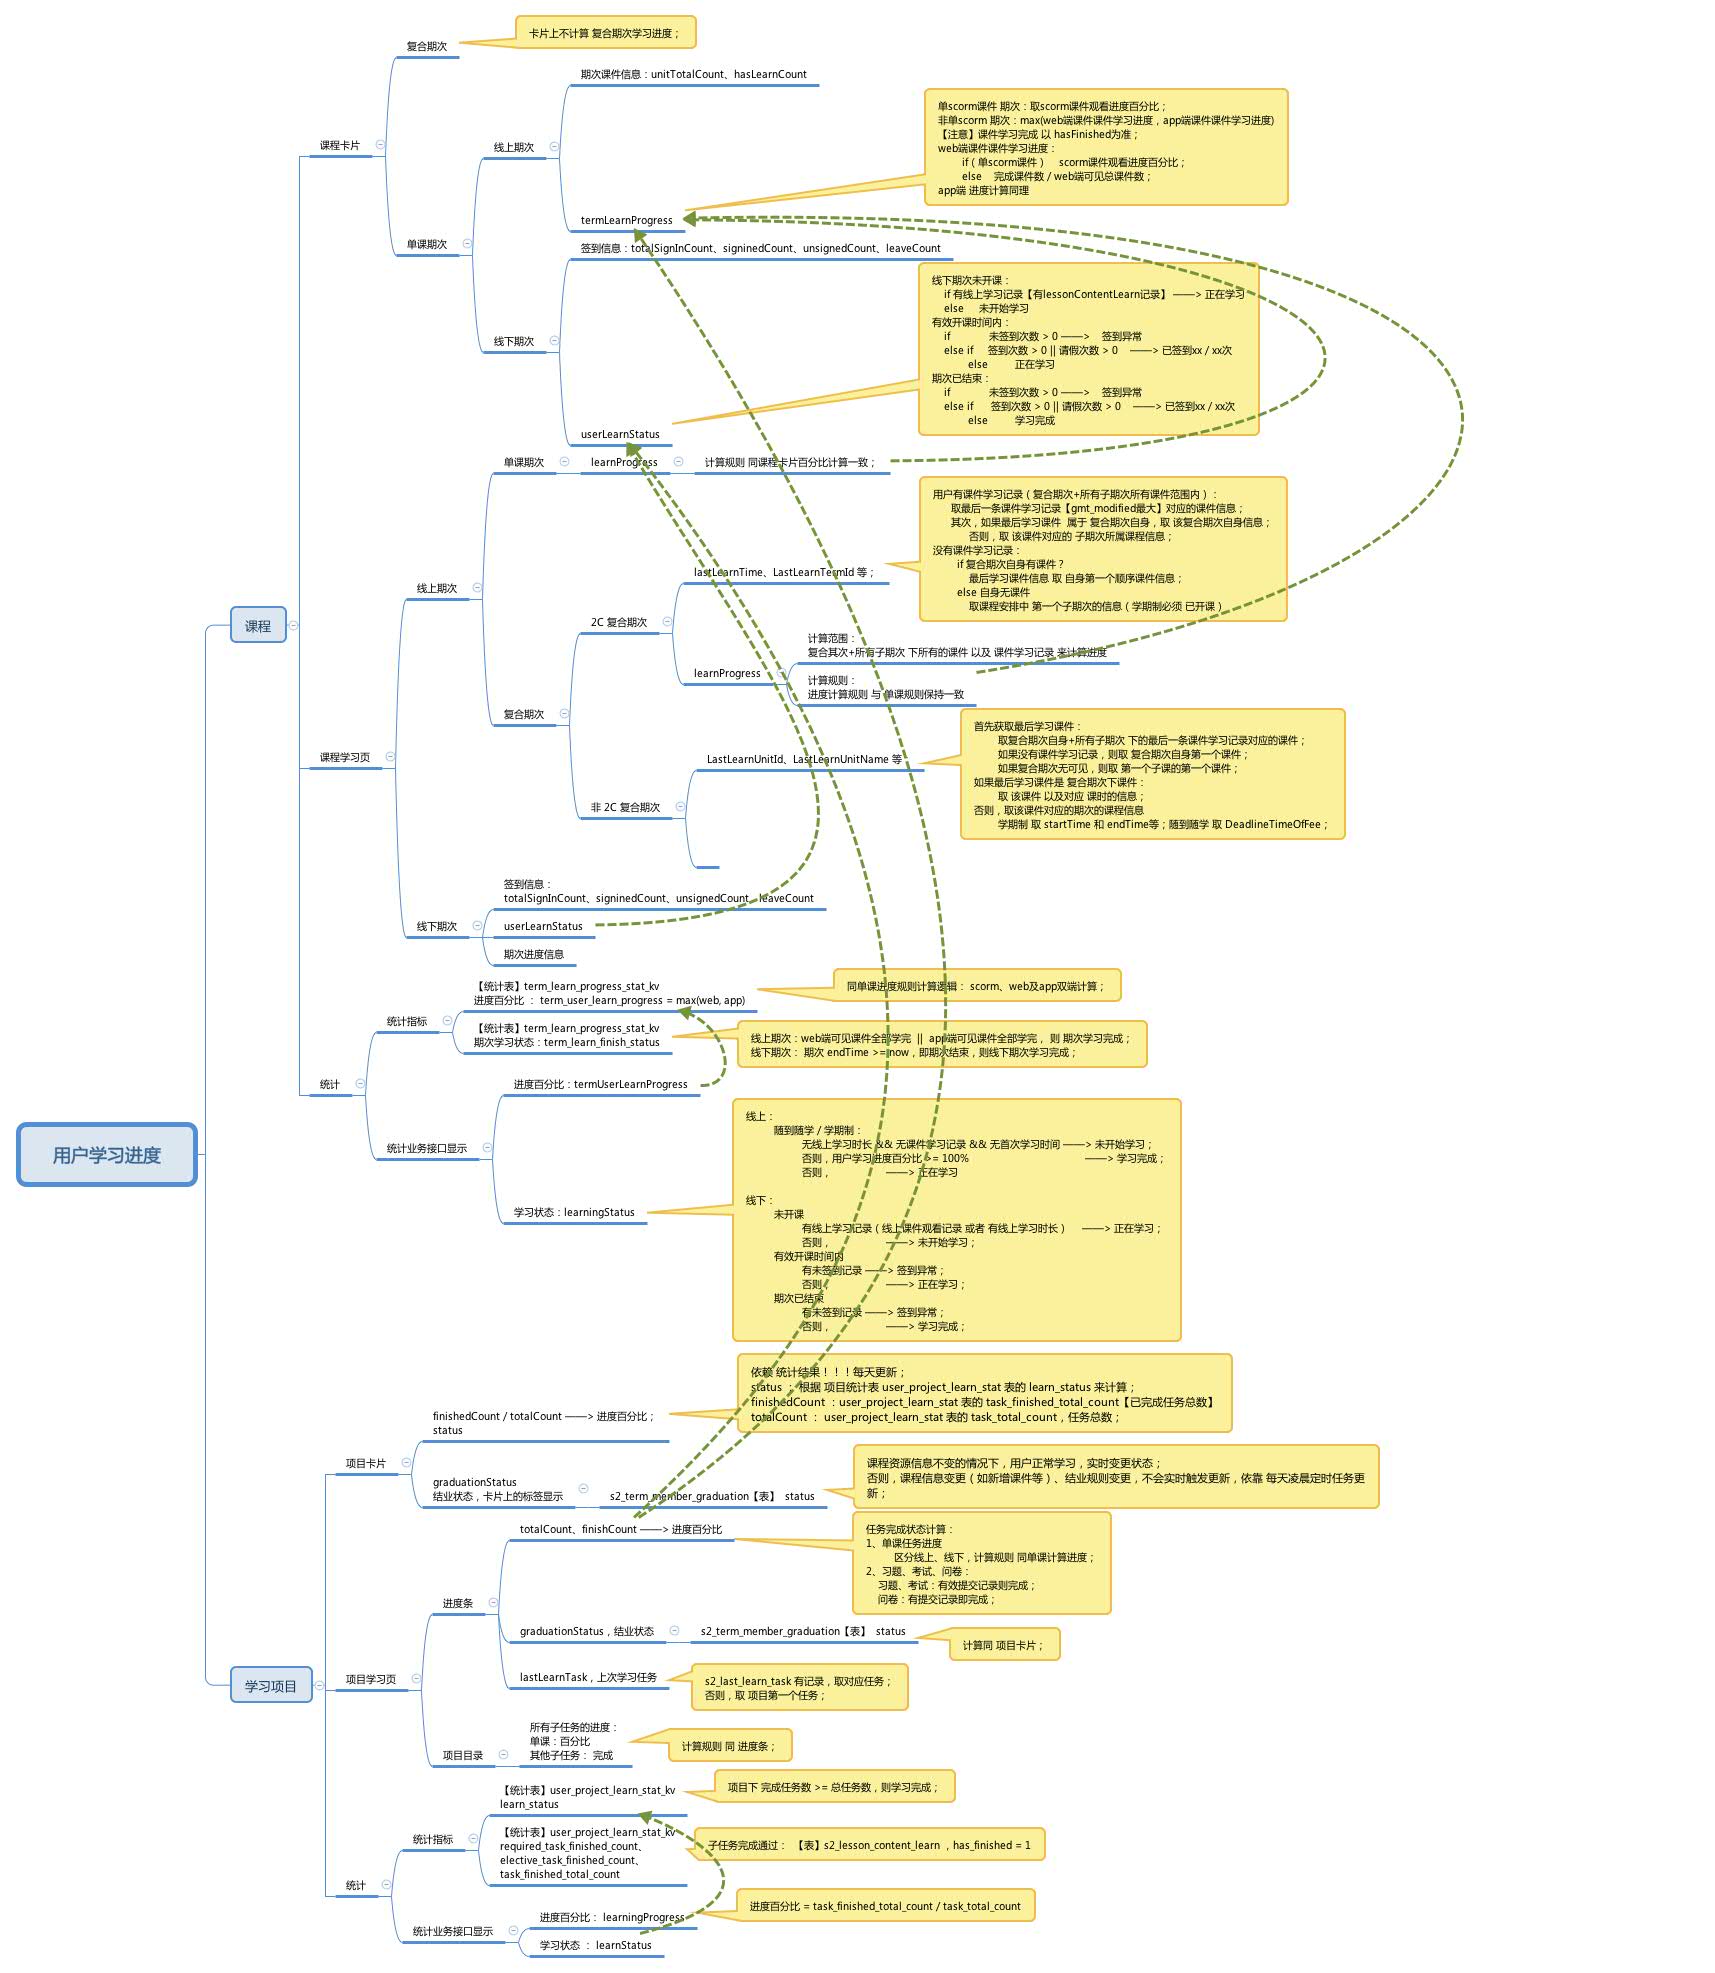 用户学习进度
课程
课程卡片
复合期次
卡片上不计算 复合期次学习进度；
单课期次
线上期次
期次课件信息：unitTotalCount、hasLearnCount
termLearnProgress
单scorm课件 期次：取scorm课件观看进度百分比；
非单scorm 期次：max(web端课件课件学习进度，app端课件课件学习进度)
【注意】课件学习完成 以 hasFinished为准；
web端课件课件学习进度：
if ( 单scorm课件 ) scorm课件观看进度百分比；
else 完成课件数 / web端可见总课件数；
app端 进度计算同理
线下期次
签到信息：totalSignInCount、signinedCount、unsignedCount、leaveCount
userLearnStatus
线下期次未开课：
if 有线上学习记录【有lessonContentLearn记录】 ——> 正在学习
else 未开始学习
有效开课时间内：
if 未签到次数 > 0 ——> 签到异常
else if 签到次数 > 0 || 请假次数 > 0 ——> 已签到xx / xx次
else 正在学习
期次已结束：
if 未签到次数 > 0 ——> 签到异常
else if 签到次数 > 0 || 请假次数 > 0 ——> 已签到xx / xx次
else 学习完成
课程学习页
线上期次
单课期次
learnProgress
计算规则 同课程卡片百分比计算一致；
复合期次
2C 复合期次
lastLearnTime、LastLearnTermId 等；
用户有课件学习记录 ( 复合期次+所有子期次所有课件范围内 )：
取最后一条课件学习记录【gmt_modified最大】对应的课件信息；
其次，如果最后学习课件 属于 复合期次自身，取 该复合期次自身信息；
否则，取 该课件对应的 子期次所属课程信息；
没有课件学习记录：
if 复合期次自身有课件？
最后学习课件信息 取 自身第一个顺序课件信息；
else 自身无课件
取课程安排中 第一个子期次的信息 ( 学期制必须 已开课 )
learnProgress
计算范围：
复合其次+所有子期次 下所有的课件 以及 课件学习记录 来计算进度
计算规则：
进度计算规则 与 单课规则保持一致
非 2C 复合期次
LastLearnUnitId、LastLearnUnitName 等
首先获取最后学习课件：
取复合期次自身+所有子期次 下的最后一条课件学习记录对应的课件；
如果没有课件学习记录，则取 复合期次自身第一个课件；
如果复合期次无可见，则取 第一个子课的第一个课件；
如果最后学习课件是 复合期次下课件：
取 该课件 以及对应 课时的信息；
否则，取该课件对应的期次的课程信息
学期制 取 startTime 和 endTime等；随到随学 取 DeadlineTimeOfFee；
线下期次
签到信息：
totalSignInCount、signinedCount、unsignedCount、leaveCount
userLearnStatus
期次进度信息
统计
统计指标
【统计表】term_learn_progress_stat_kv
进度百分比 ： term_user_learn_progress = max(web, app)
同单课进度规则计算逻辑： scorm、web及app双端计算；
【统计表】term_learn_progress_stat_kv
期次学习状态：term_learn_finish_status
线上期次：web端可见课件全部学完 || app端可见课件全部学完， 则 期次学习完成；
线下期次： 期次 endTime >= now，即期次结束，则线下期次学习完成；
统计业务接口显示
进度百分比：termUserLearnProgress
学习状态：learningStatus
线上：
随到随学 / 学期制：
无线上学习时长 && 无课件学习记录 && 无首次学习时间 ——> 未开始学习；
否则，用户学习进度百分比 >= 100% ——> 学习完成；
否则， ——> 正在学习
线下：
未开课
有线上学习记录 ( 线上课件观看记录 或者 有线上学习时长 ) ——> 正在学习；
否则， ——> 未开始学习；
有效开课时间内
有未签到记录 ——> 签到异常；
否则， ——> 正在学习；
期次已结束
有未签到记录 ——> 签到异常；
否则， ——> 学习完成；
学习项目
项目卡片
finishedCount / totalCount ——> 进度百分比；
status
依赖 统计结果！！！每天更新；
status ： 根据 项目统计表 user_project_learn_stat 表的 learn_status 来计算；
finishedCount ：user_project_learn_stat 表的 task_finished_total_count【已完成任务总数】
totalCount ： user_project_learn_stat 表的 task_total_count，任务总数；
graduationStatus
结业状态，卡片上的标签显示
s2_term_member_graduation【表】 status
课程资源信息不变的情况下，用户正常学习，实时变更状态；
否则，课程信息变更（如新增课件等）、结业规则变更，不会实时触发更新，依靠 每天凌晨定时任务更
新；
项目学习页
进度条
totalCount、finishCount ——> 进度百分比
任务完成状态计算：
1、单课任务进度
区分线上、线下，计算规则 同单课计算进度；
2、习题、考试、问卷：
习题、考试：有效提交记录则完成；
问卷：有提交记录即完成；
graduationStatus，结业状态
s2_term_member_graduation【表】 status
计算同 项目卡片；
lastLearnTask，上次学习任务
s2_last_learn_task 有记录，取对应任务；
否则，取 项目第一个任务；
项目目录
所有子任务的进度：
单课：百分比
其他子任务： 完成
计算规则 同 进度条；
统计
统计指标
【统计表】user_project_learn_stat_kv
learn_status
项目下 完成任务数 >= 总任务数，则学习完成；
【统计表】user_project_learn_stat_kv
required_task_finished_count、
elective_task_finished_count、
task_finished_total_count
子任务完成通过： 【表】s2_lesson_content_learn ，has_finished = 1
统计业务接口显示
进度百分比： learningProgress
进度百分比 = task_finished_total_count / task_total_count
学习状态 ： learnStatus